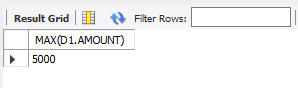 Result Grid Filter Rows:
MAX(D1.AMOUNT)
5000